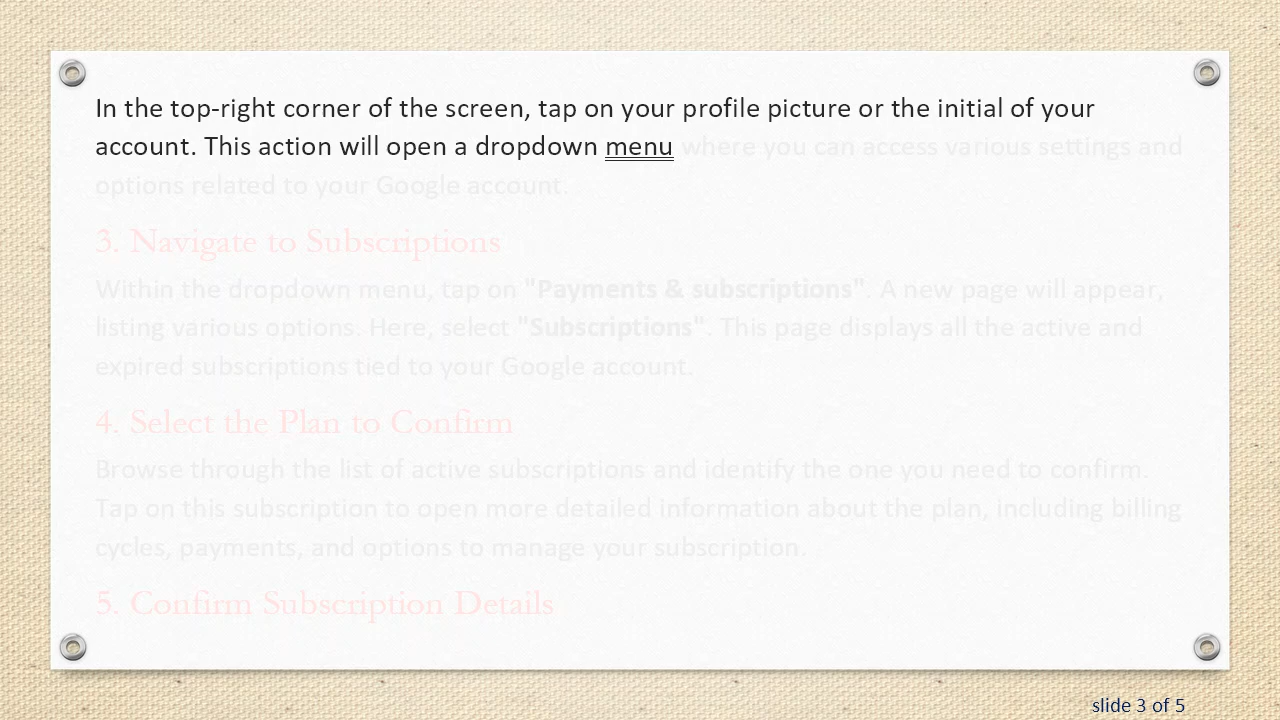 In the top-right corner of the screen, tap on your profile picture or the initial of your
account. This action will open a dropdown menu where you can access various settings and
options related to your Google account.
3. Navigate to Subscriptions
Within the dropdown menu, tap on "Payments & subscriptions". A new page will appear,
listing various options. Here, select "Subscriptions". This page displays all the active and
expired subscriptions tied to your Google account.
4. Select the Plan to Confirm
Browse through the list of active subscriptions and identify the one you need to confirm.
Tap on this subscription to open more detailed information about the plan, including billing
cycles, payments, and options to manage your subscription.
5. Confirm Subscription Details
slide 3 of 5